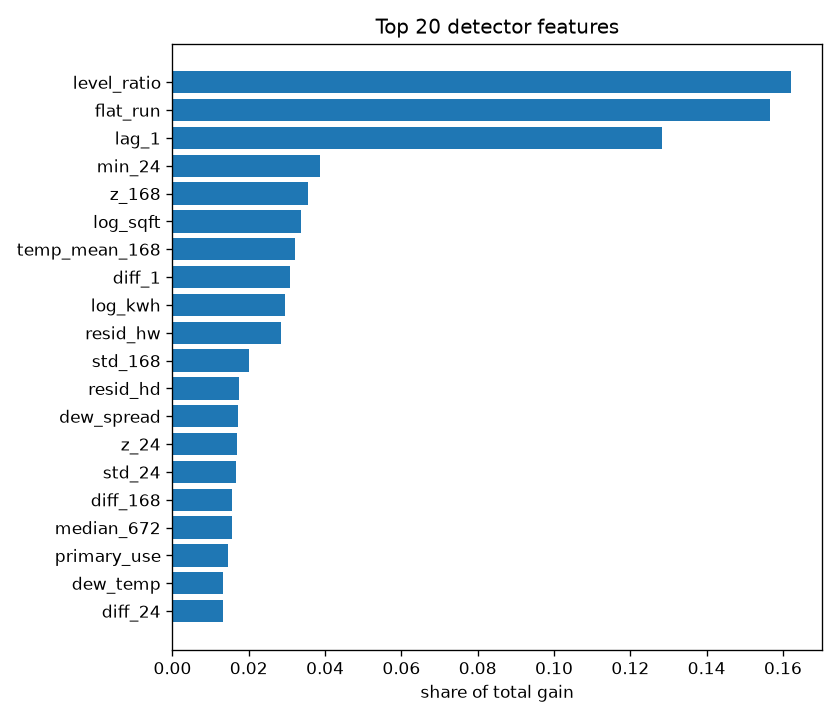 Top 20 detector features
level_ratio
flat_run
lag_1
min_24
z_168
log_sqft
temp_mean_168
diff_1
log_kwh
resid_hw
std_168
resid_hd
dew_spread
z_24
std_24
diff_168
median_672
primary_use
dew_temp
diff_24
0.00 0.02 0.04 0.06 0.08 0.10 0.12 0.14 0.16
share of total gain